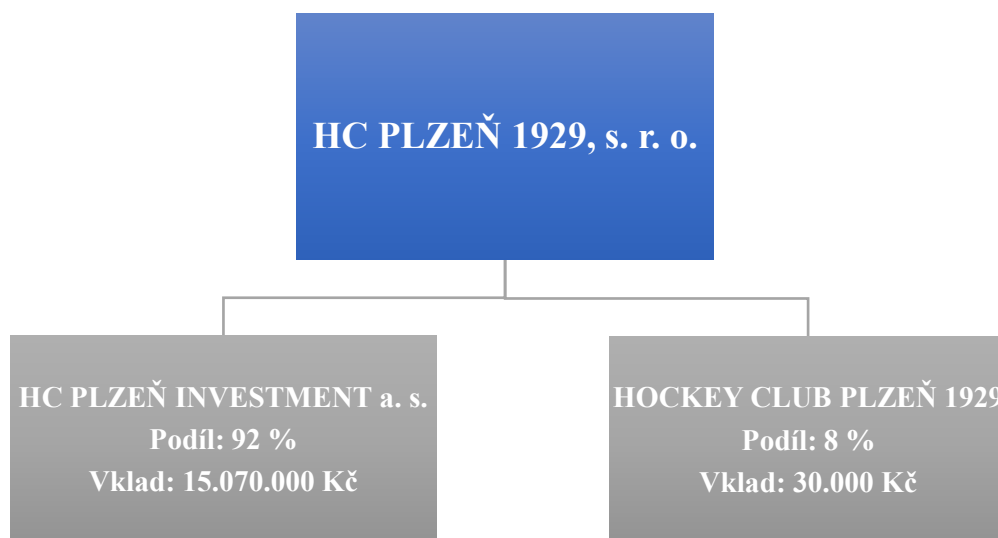 HC PLZEŇ 1929, s. r. o.
HC PLZEŇ INVESTMENT a. s.
Podíl: 92 %
Vklad: 15.070.000 Kč
HOCKEY CLUB PLZEŇ 1929
Podíl: 8 %
Vklad: 30.000 Kč